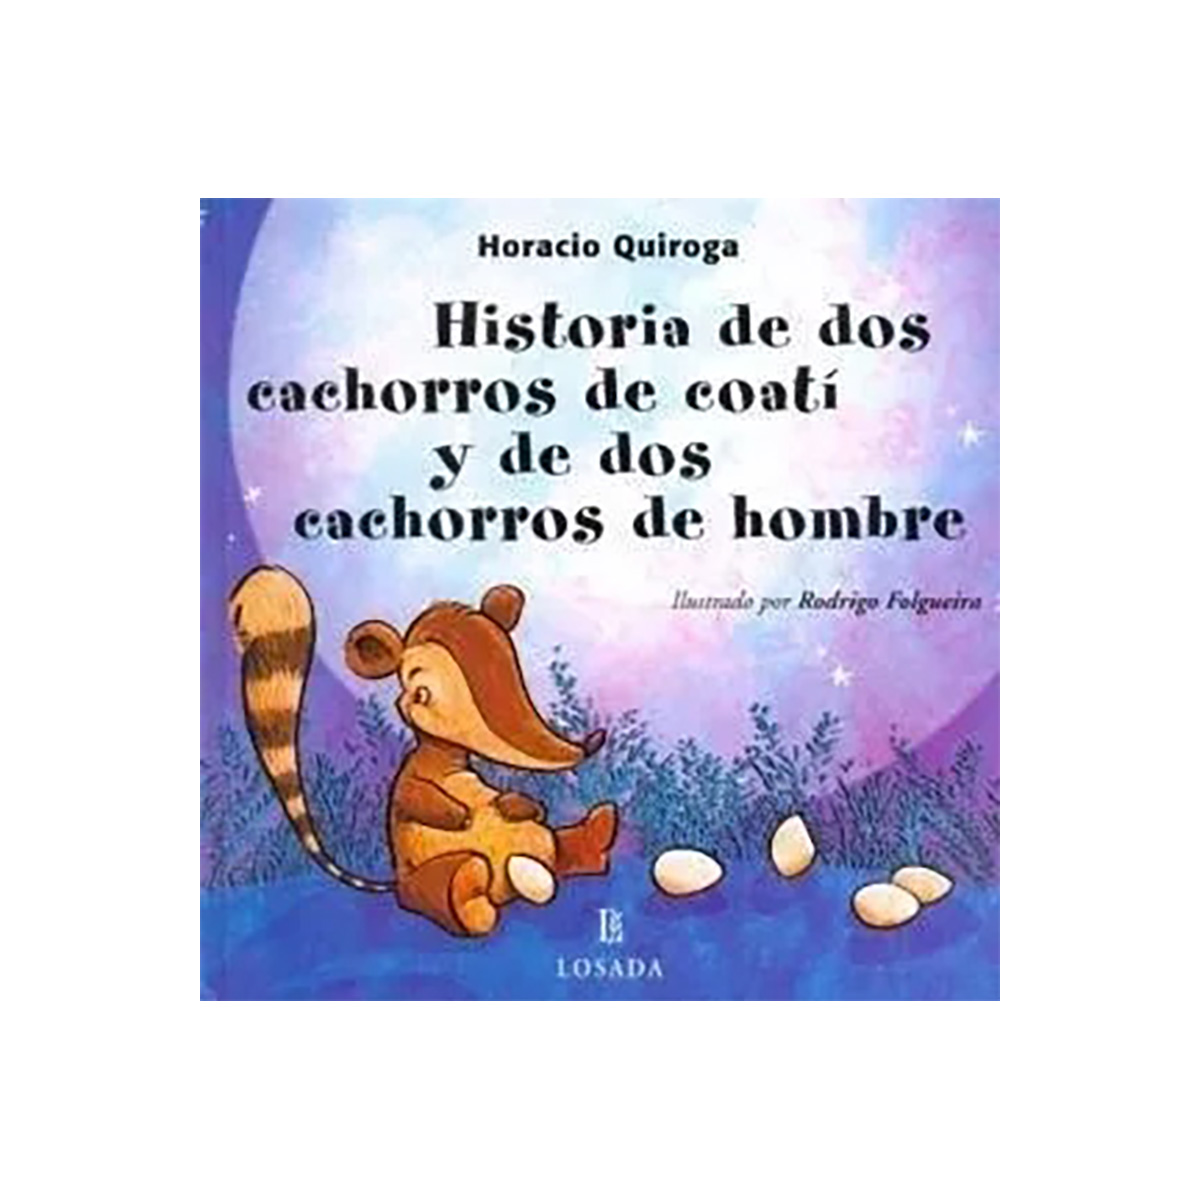 Horacio Quiroga
Historia de dos
cachorros de coatí
y de dos
cachorros de hombre
Ilustrado por Rodrigo Folgueira
LOSADA